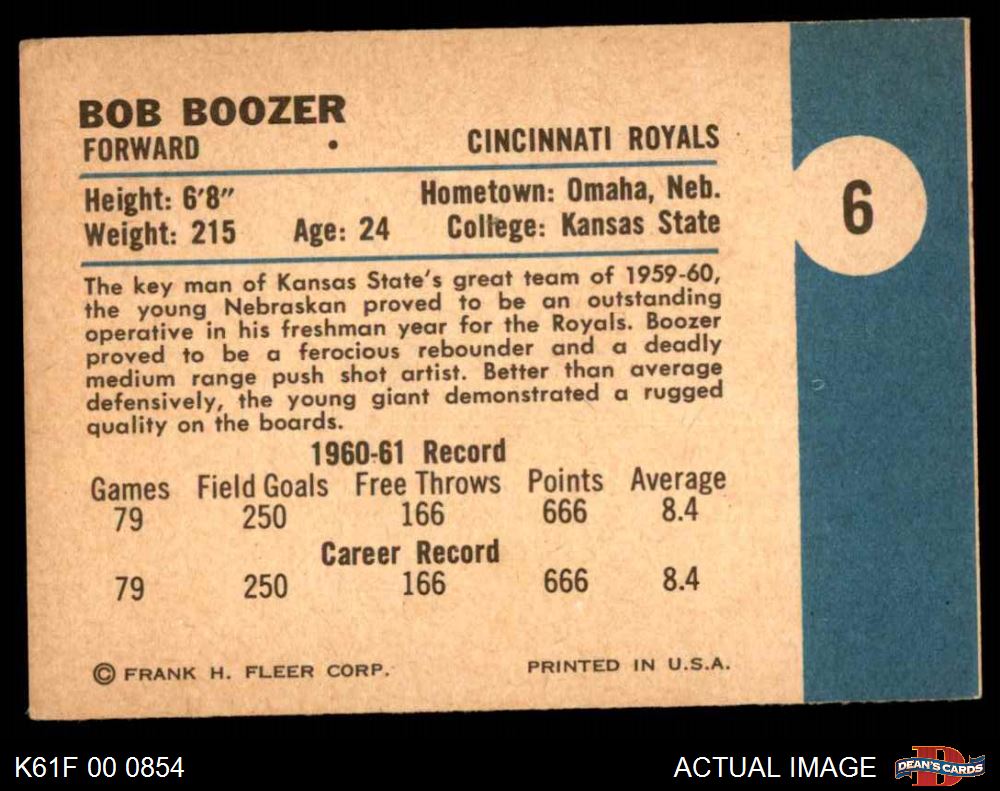 BOB BOOZER
FORWARD • CINCINNATI ROYALS
6
Height: 6'8" Hometown: Omaha, Neb.
Weight: 215 Age: 24 College: Kansas State
The key man of Kansas State's great team of 1959-60,
the young Nebraskan proved to be an outstanding
operative in his freshman year for the Royals. Boozer
proved to be a ferocious rebounder and a deadly
medium range push shot artist. Better than average
defensively, the young giant demonstrated a rugged
quality on the boards.
1960-61 Record
Games Field Goals Free Throws Points Average
79 250 166 666 8.4
Career Record
79 250 166 666 8.4
© FRANK H. FLEER CORP. PRINTED IN U.S.A.
K61F 00 0854 ACTUAL IMAGE DEAN'S CARDS